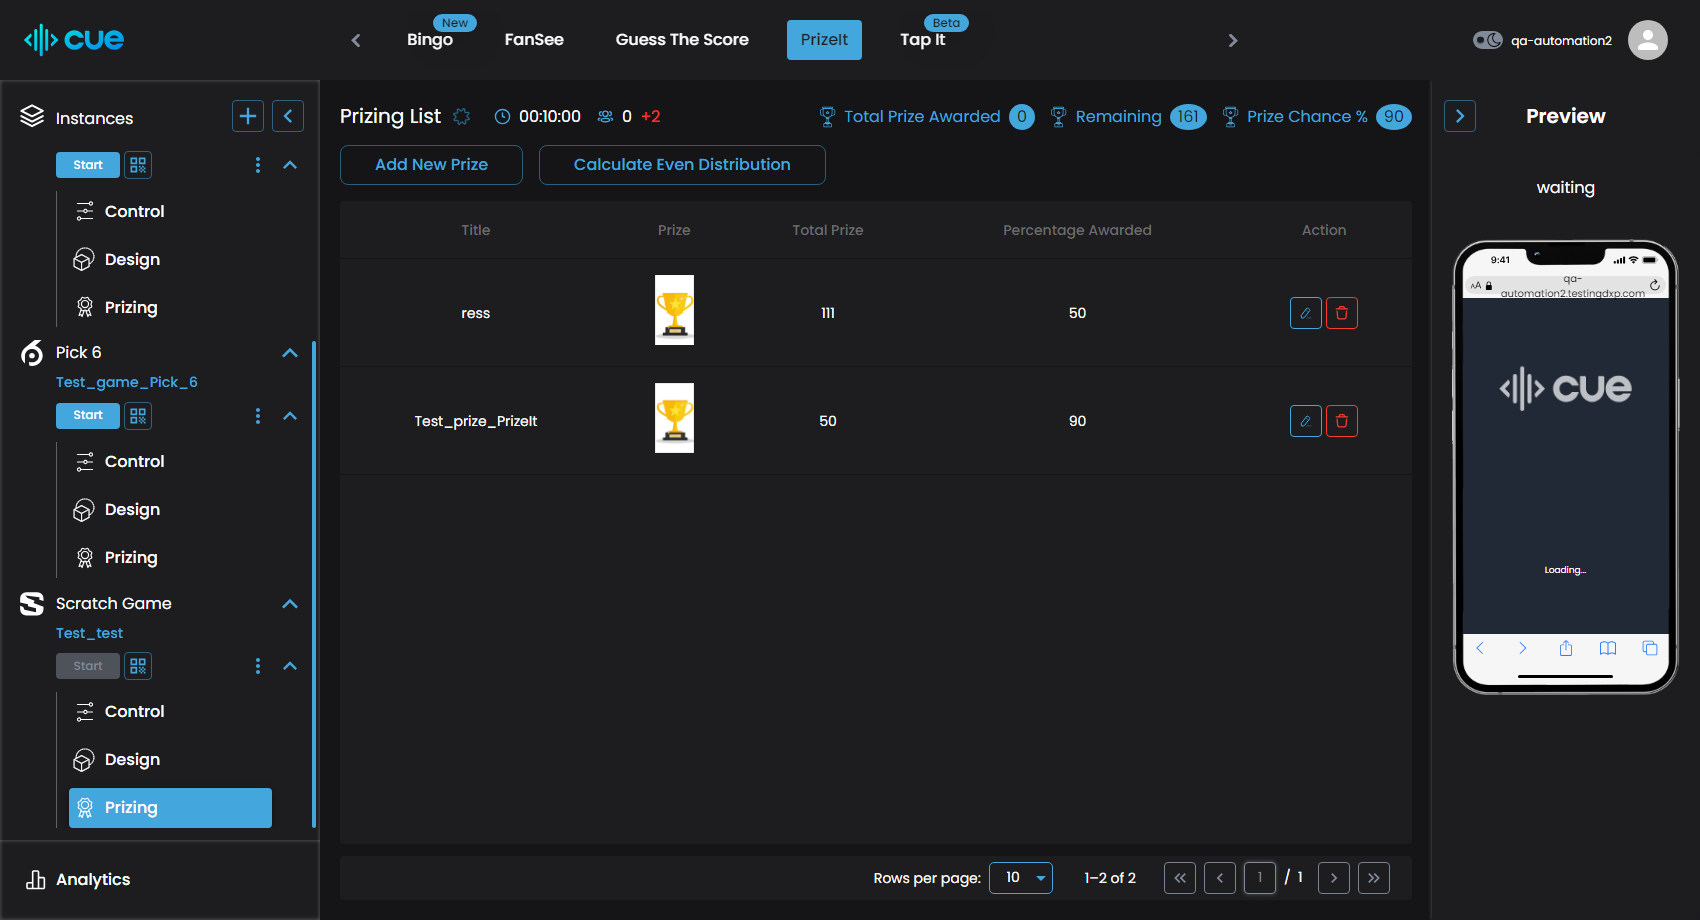 cue
New
Bingo
FanSee
Guess The Score
PrizeIt
Beta
Tap It
qa-automation2
Instances
Start
Control
Design
Prizing
Pick 6
Test_game_Pick_6
Start
Control
Design
Prizing
Scratch Game
Test_test
Start
Control
Design
Prizing
Analytics
Prizing List 00:10:00 0 +2
Total Prize Awarded 0 Remaining 161 Prize Chance % 90
Add New Prize Calculate Even Distribution
Title Prize Total Prize Percentage Awarded Action
ress 111 50
Test_prize_PrizeIt 50 90
Rows per page: 10 1-2 of 2 1 / 1
Preview
waiting
9:41
AA qa-
automation2.testingdxp.com
cue
Loading...